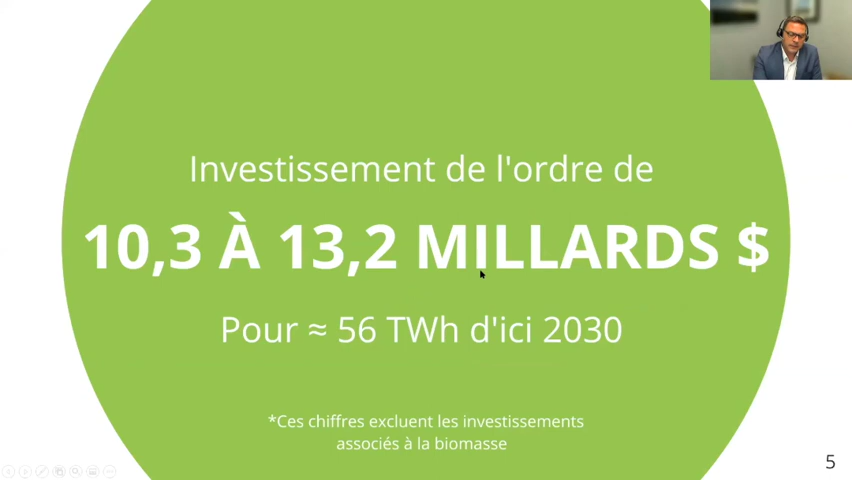 Investissement de l'ordre de
10,3 À 13,2 MILLARDS $
Pour ≈ 56 TWh d'ici 2030
*Ces chiffres excluent les investissements
associés à la biomasse
5